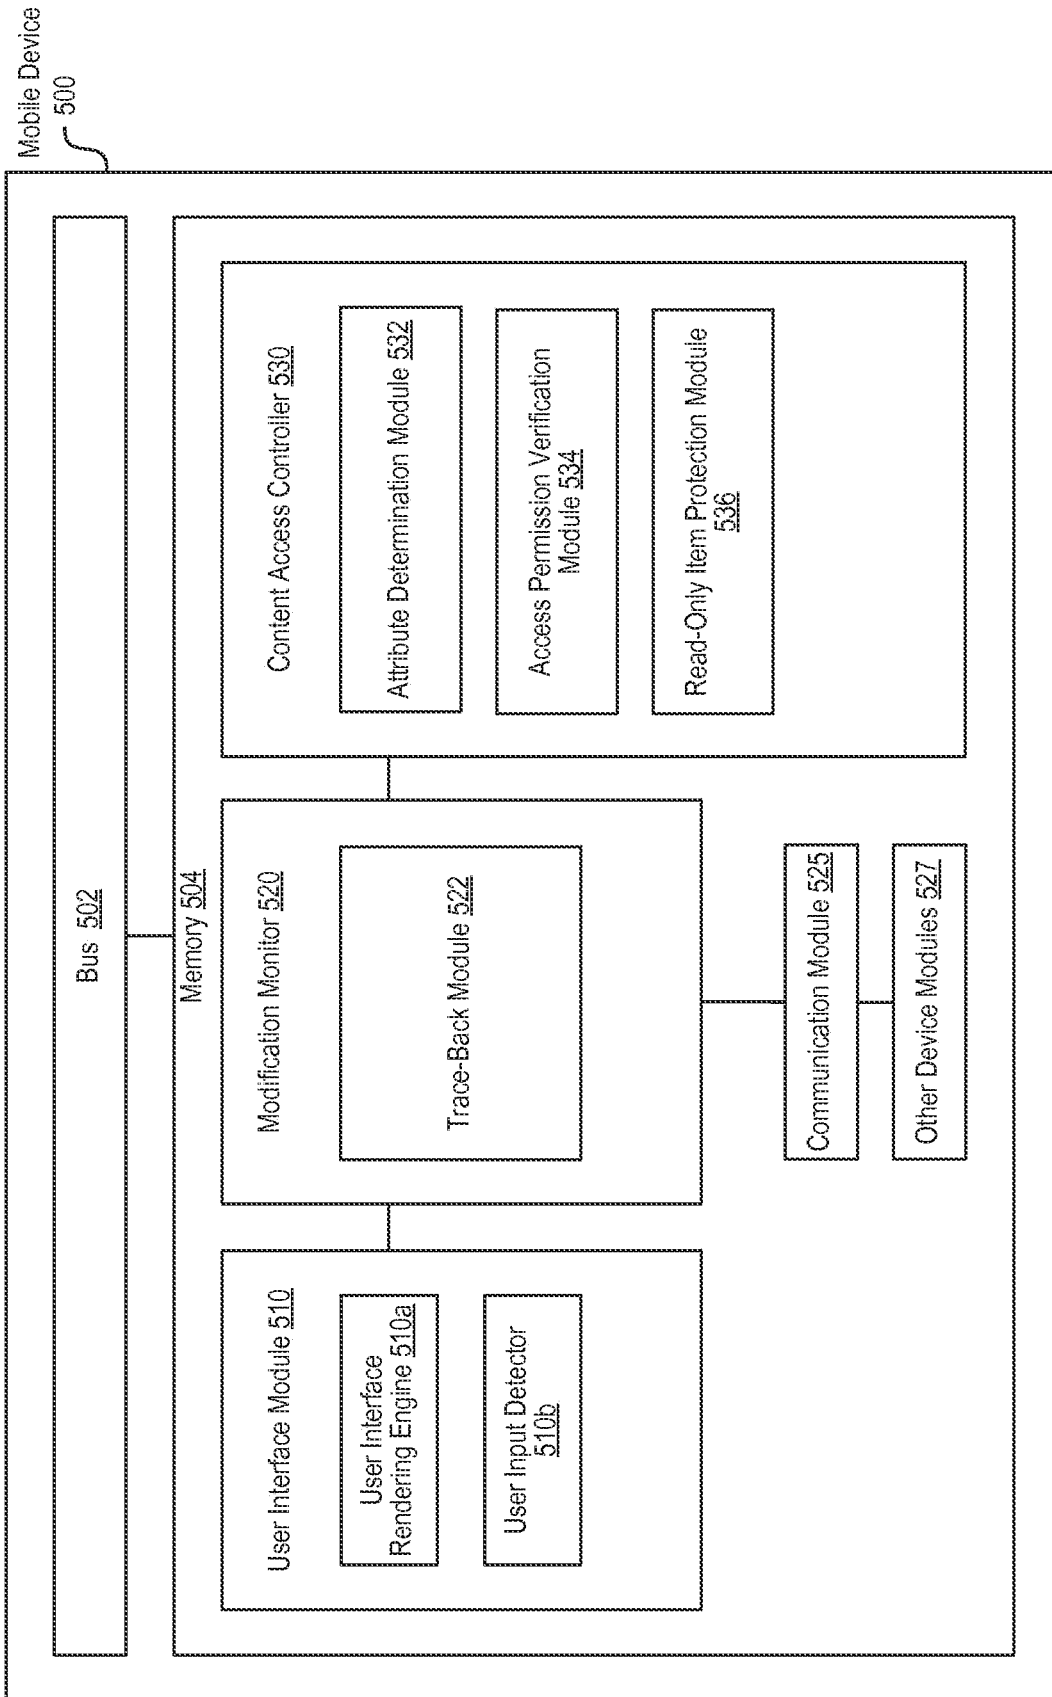 Mobile Device
500
Bus 502
Memory 504
User Interface Module 510
User Interface
Rendering Engine 510a
User Input Detector
510b
Modification Monitor 520
Trace-Back Module 522
Communication Module 525
Other Device Modules 527
Content Access Controller 530
Attribute Determination Module 532
Access Permission Verification
Module 534
Read-Only Item Protection Module
536